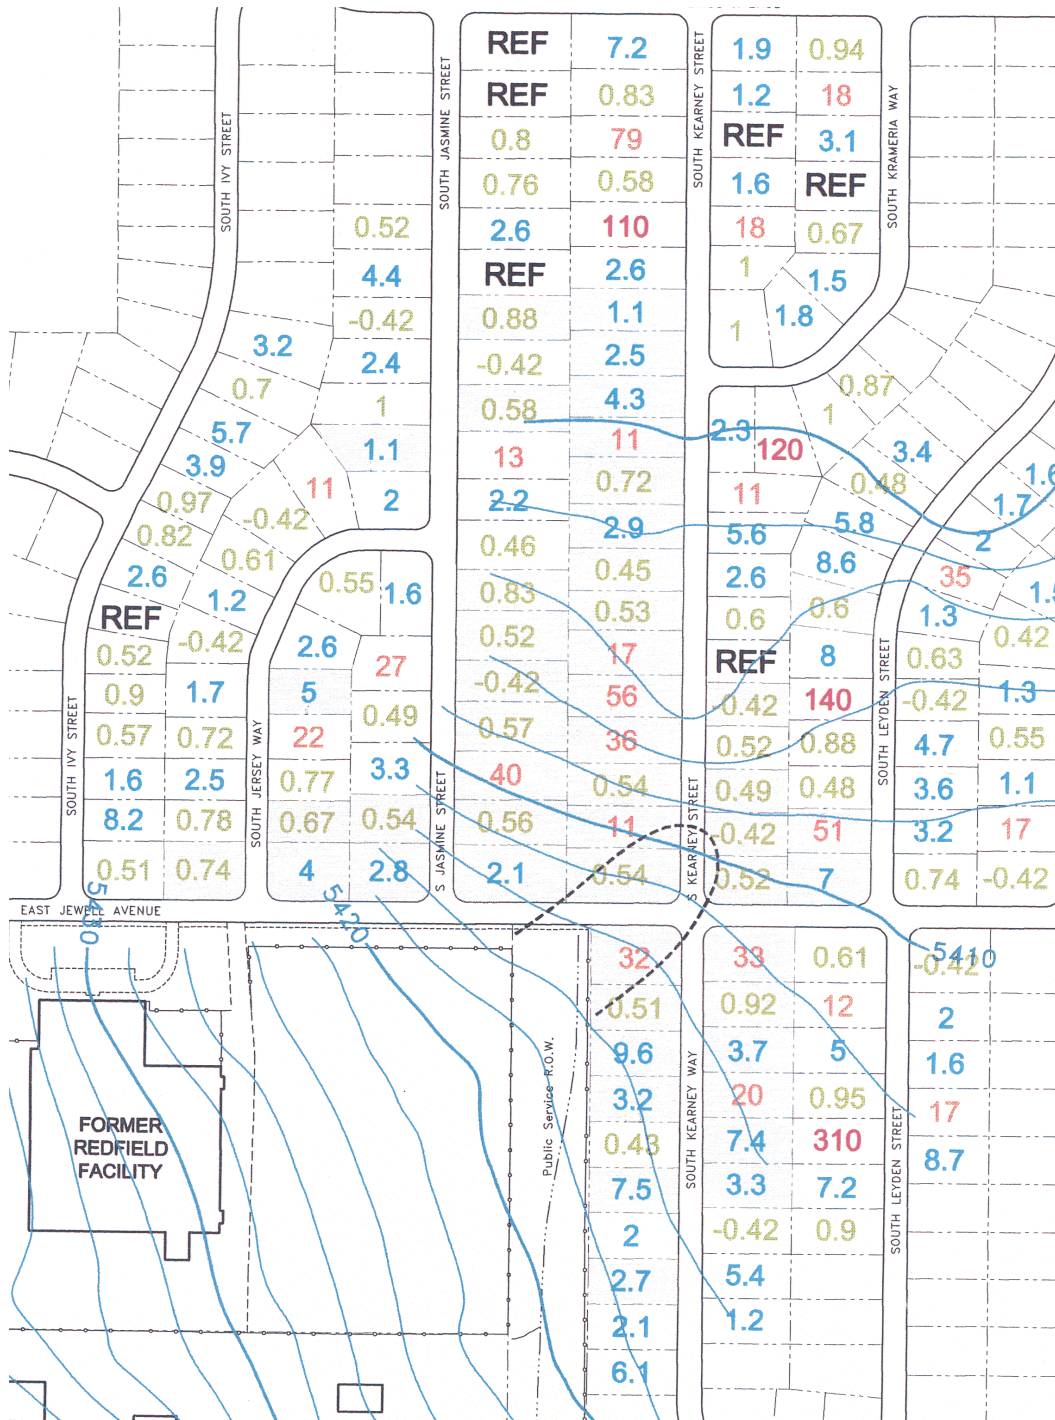 REF 7.2 1.9 0.94
REF 0.83 1.2 18
0.8 79 REF 3.1
0.76 0.58 1.6 REF
0.52 2.6 110 18 0.67
4.4 REF 2.6 1 1.5
-0.42 0.88 1.1 1 1.8
3.2 2.4 -0.42 2.5
0.7 1 0.58 4.3 0.87
5.7 1.1 13 11 2.3 120 1 3.4
3.9 11 2 2.2 0.72 11 0.48 1.7
0.97 -0.42 2.9 5.6 5.8 2
0.82 0.61 0.46 0.45 2.6 8.6 35
2.6 1.2 0.55 1.6 0.83 0.53 0.6 0.6 1.3
REF -0.42 2.6 27 0.52 17 REF 8 0.63 0.42
0.52 1.7 5 0.49 -0.42 56 -0.42 140 -0.42 1.3
0.9 0.72 22 3.3 0.57 36 0.52 0.88 4.7 0.55
0.57 2.5 0.77 0.54 40 0.54 0.49 0.48 3.6 1.1
1.6 0.78 0.67 2.8 0.56 11 -0.42 51 3.2 17
8.2 0.74 4 2.1 0.54 0.52 7 0.74 -0.42
0.51
SOUTH IVY STREET
SOUTH JASMINE STREET
SOUTH KEARNEY STREET
SOUTH KRAMERIA WAY
SOUTH IVY STREET
SOUTH JERSEY WAY
S JASMINE STREET
S KEARNEY STREET
SOUTH LEYDEN STREET
EAST JEWELL AVENUE
5430
5420
5410
32 33 0.61 -0.42
0.51 0.92 12 2
9.6 3.7 5 1.6
3.2 20 0.95 17
0.43 7.4 310 8.7
7.5 3.3 7.2
2 -0.42 0.9
2.7 5.4
2.1 1.2
6.1
Public Service R.O.W.
SOUTH KEARNEY WAY
SOUTH LEYDEN STREET
FORMER
REDFIELD
FACILITY